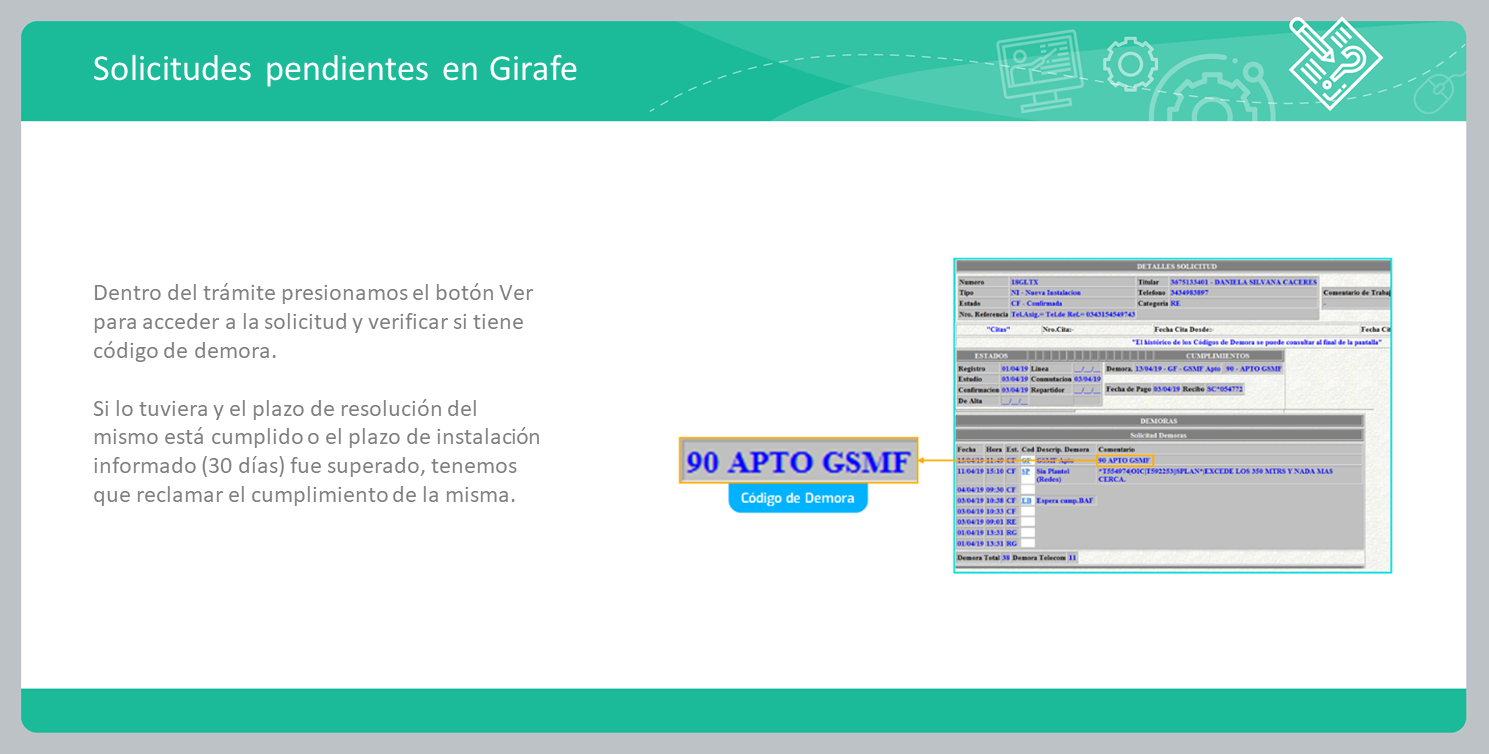 Solicitudes pendientes en Girafe
Dentro del trámite presionamos el botón Ver
para acceder a la solicitud y verificar si tiene
código de demora.
Si lo tuviera y el plazo de resolución del
mismo está cumplido o el plazo de instalación
informado (30 días) fue superado, tenemos
que reclamar el cumplimiento de la misma.
90 APTO GSMF
Código de Demora
DETALLES SOLICITUD
Numero 18GLTX Titular 3675133401 - DANIELA SILVANA CACERES
Tipo NI - Nueva Instalacion Telefono 3434983897 Comentario de Trabaj
Estado CF - Confirmada Categoria RE
Nro. Referencia Tel.Asig.= Tel.de Ref.= 0343154549743
"Citas" Nro.Cita:- Fecha Cita Desde:- Fecha Cit
"El histórico de los Códigos de Demora se puede consultar al final de la pantalla"
ESTADOS CUMPLIMIENTOS
Registro 01/04/19 Linea __/__/__ Demora. 13/04/19 - GF - GSMF Apto 90 - APTO GSMF
Estudio 03/04/19 Conmutacion 03/04/19
Confirmacion 03/04/19 Repartidor __/__/__ Fecha de Pago 03/04/19 Recibo SC*054772
De Alta __/__/__
DEMORAS
Solicitud Demoras
Fecha Hora Est. Cod Descrip. Demora Comentario
13/04/19 11:49 CF GF GSMF Apto 90 APTO GSMF
11/04/19 15:10 CF SP Sin Plantel *T554974|OIC|T592253|SPLAN*|EXCEDE LOS 350 MTRS Y NADA MAS
(Redes) CERCA.
04/04/19 09:30 CF
03/04/19 10:38 CF EB Espera cump.BAF
03/04/19 10:33 CF
03/04/19 09:01 RE
01/04/19 13:31 RG
01/04/19 13:31 RG
Demora Total 38 Demora Telecom 11